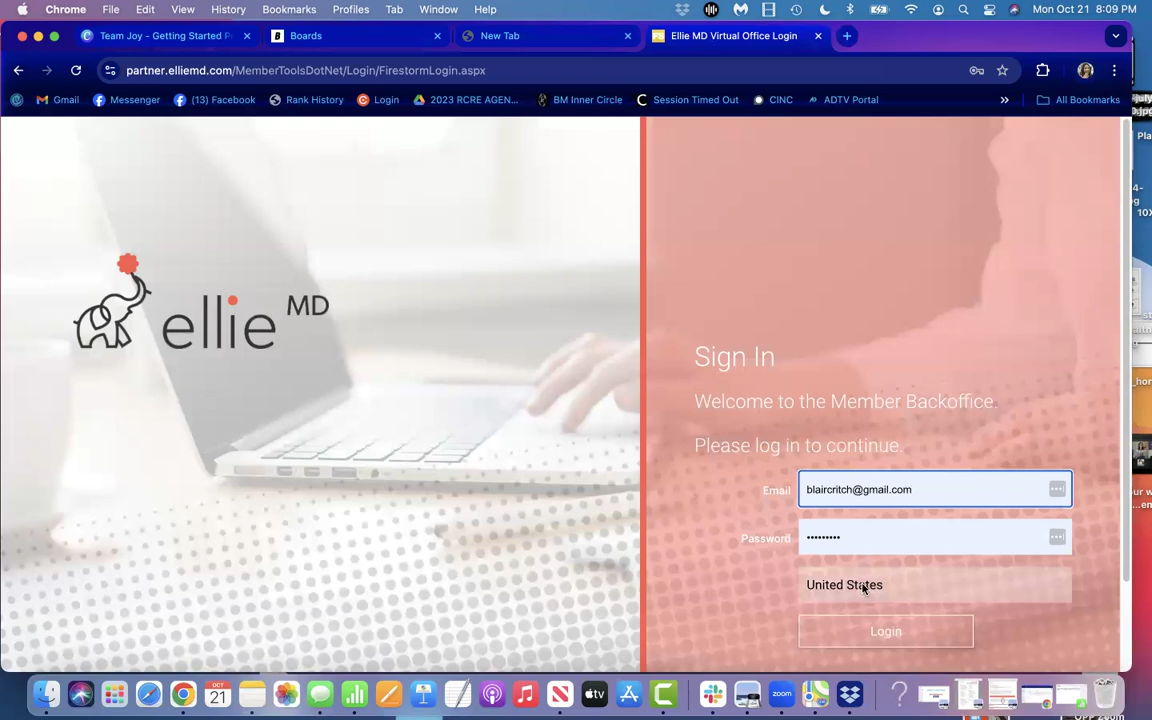 Chrome File Edit View History Bookmarks Profiles Tab Window Help Mon Oct 21 8:09 PM
Team Joy - Getting Started P Boards New Tab Ellie MD Virtual Office Login
partner.elliemd.com/MemberToolsDotNet/Login/FirestormLogin.aspx
Gmail Messenger (13) Facebook Rank History Login 2023 RCRE AGEN... BM Inner Circle Session Timed Out CINC ADTV Portal » All Bookmarks
ellie MD
Sign In
Welcome to the Member Backoffice.
Please log in to continue.
Email blaircritch@gmail.com
Password •••••••••
United States
Login
OCT
21
zoom
tv